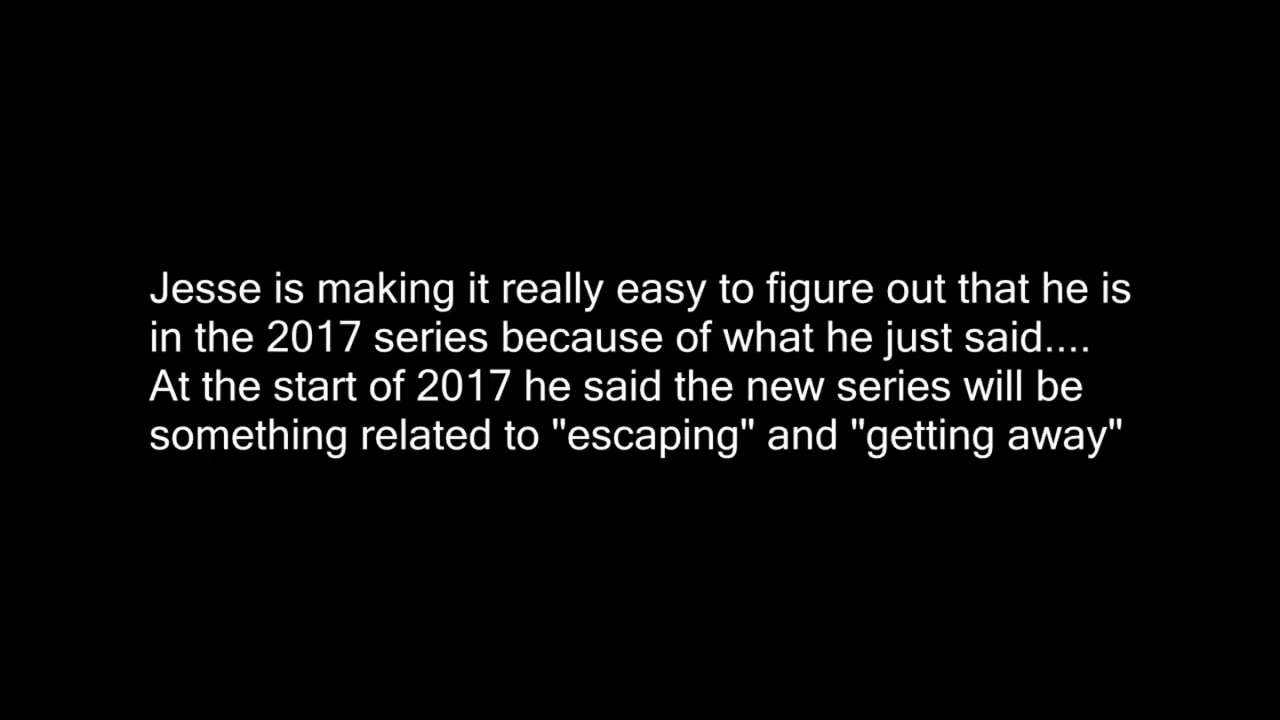 Jesse is making it really easy to figure out that he is
in the 2017 series because of what he just said....
At the start of 2017 he said the new series will be
something related to "escaping" and "getting away"